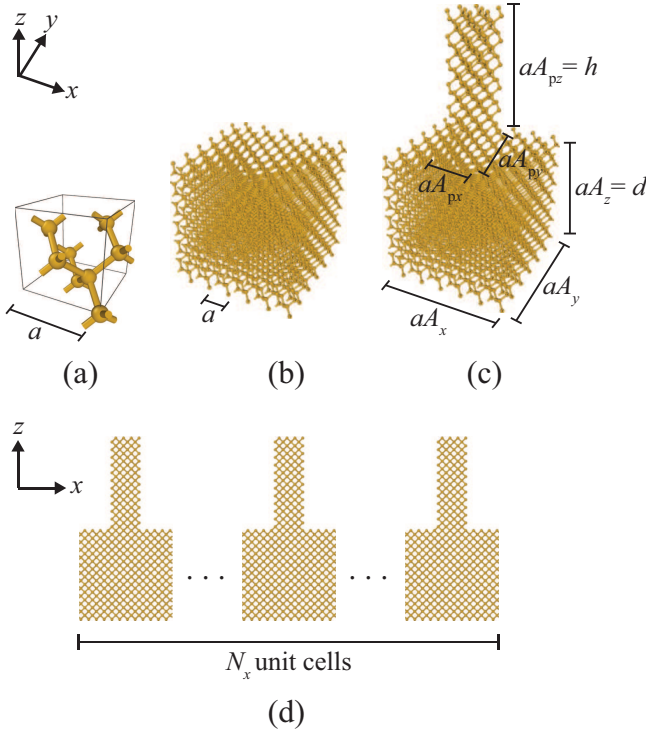 z
y
x
a
(a)
a
(b)
aA_pz = h
aA_py
aA_px
aA_z = d
aA_y
aA_x
(c)
z
x
. . .
. . .
N_x unit cells
(d)